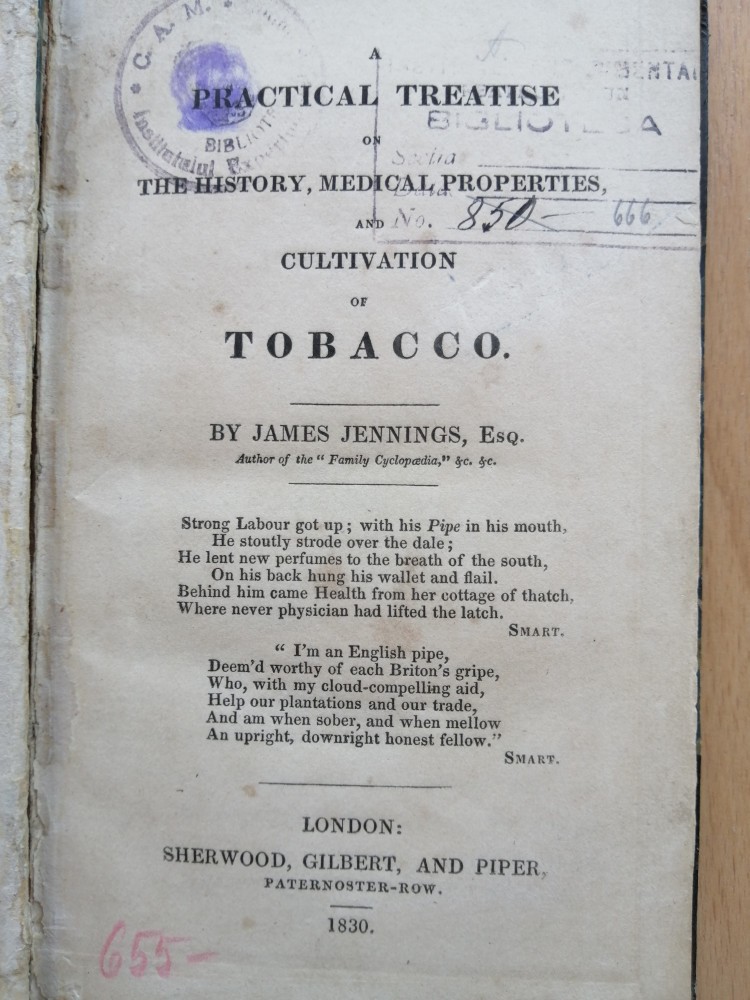 * C. A. M. *
BIBLIOTE
Institutului Exper
MENTAL
BIBLIOTECA
Secția
No. 850— 666
A
PRACTICAL TREATISE
ON
THE HISTORY, MEDICAL PROPERTIES,
AND
CULTIVATION
OF
TOBACCO.
BY JAMES JENNINGS, Esq.
Author of the “ Family Cyclopædia,” &c. &c.
Strong Labour got up; with his Pipe in his mouth,
He stoutly strode over the dale;
He lent new perfumes to the breath of the south,
On his back hung his wallet and flail.
Behind him came Health from her cottage of thatch,
Where never physician had lifted the latch.
SMART.
“ I'm an English pipe,
Deem'd worthy of each Briton's gripe,
Who, with my cloud-compelling aid,
Help our plantations and our trade,
And am when sober, and when mellow
An upright, downright honest fellow.”
SMART.
LONDON:
SHERWOOD, GILBERT, AND PIPER,
PATERNOSTER-ROW.
1830.
655—